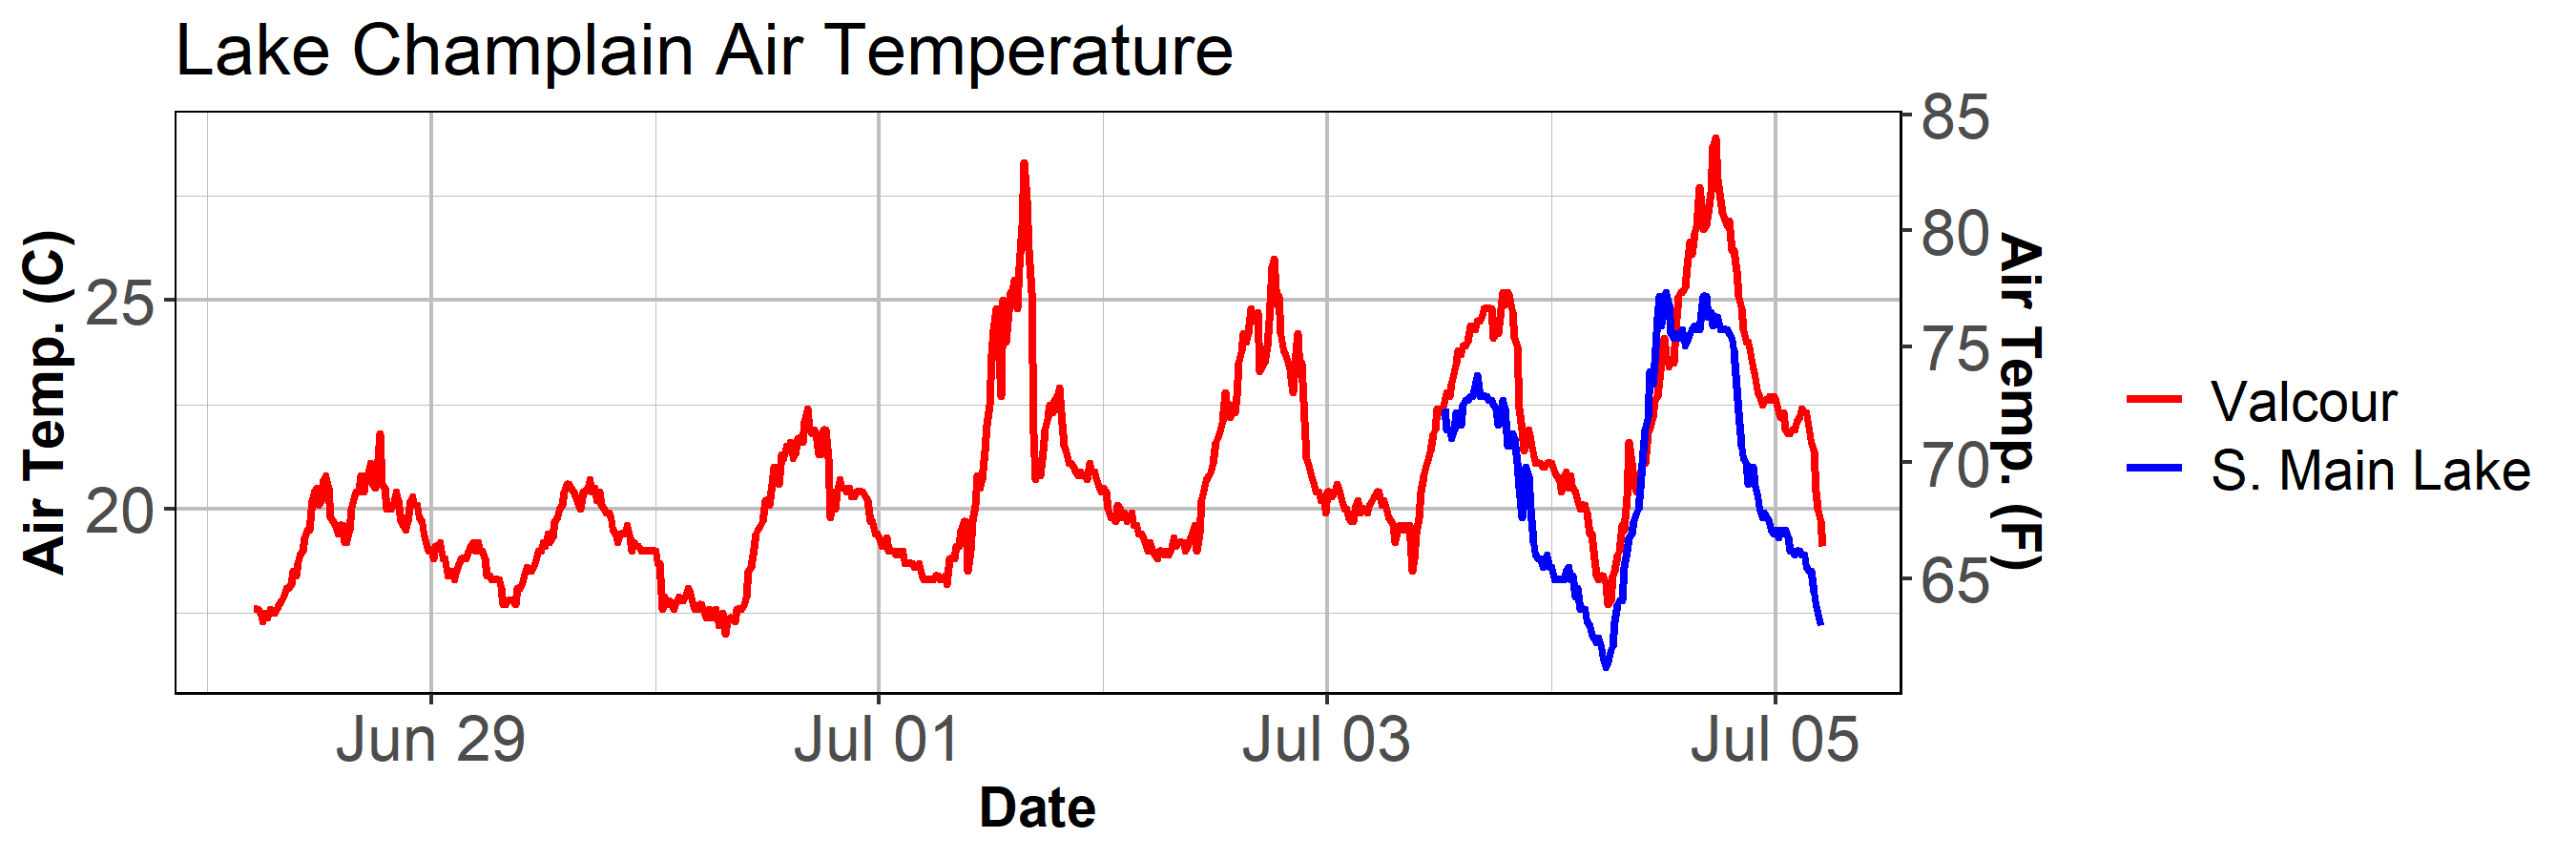 Lake Champlain Air Temperature
Air Temp. (C)
25
20
85
80
75
70
65
Air Temp. (F)
Jun 29
Jul 01
Jul 03
Jul 05
Date
Valcour
S. Main Lake